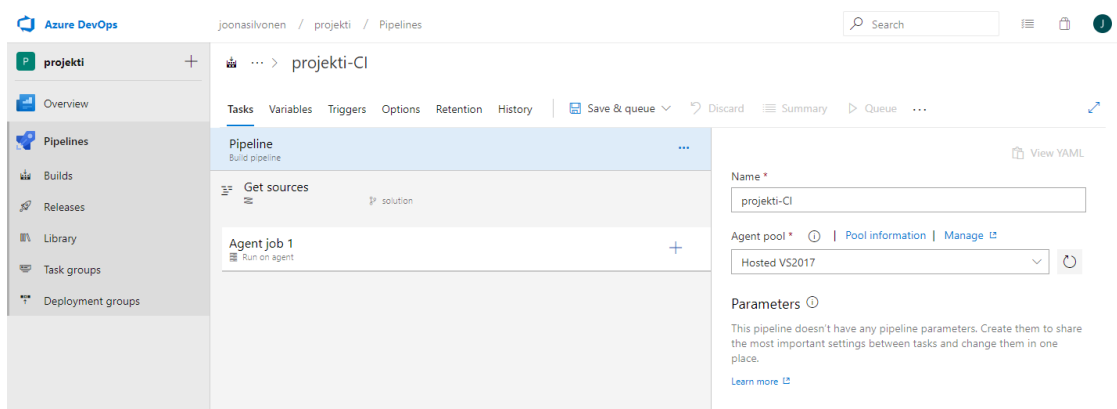 Azure DevOps
joonasilvonen / projekti / Pipelines
Search
J
P projekti
Overview
Pipelines
Builds
Releases
Library
Task groups
Deployment groups
... > projekti-CI
Tasks Variables Triggers Options Retention History Save & queue Discard Summary Queue ...
Pipeline
Build pipeline
...
Get sources
solution
Agent job 1
Run on agent
View YAML
Name *
projekti-CI
Agent pool * | Pool information | Manage
Hosted VS2017
Parameters
This pipeline doesn't have any pipeline parameters. Create them to share
the most important settings between tasks and change them in one
place.
Learn more